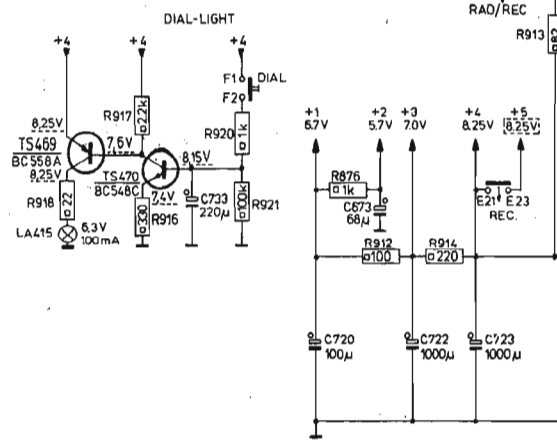 DIAL-LIGHT
RAD/REC
R913
82
+4
+4
+4
F1
DIAL
F2
8,25V
R917
2.2k
TS469
7,6V
R920
1k
BC558A
8,15V
8,25V
TS470
BC548C
7,4V
C733
220µ
R921
100k
R918
22
330
R916
LA415
6,3V
100mA
+1
6.7V
+2
5.7V
+3
7.0V
+4
8.25V
+5
8.25V
R876
1k
C673
68µ
E21
E23
REC.
R912
100
R914
220
C720
100µ
C722
1000µ
C723
1000µ